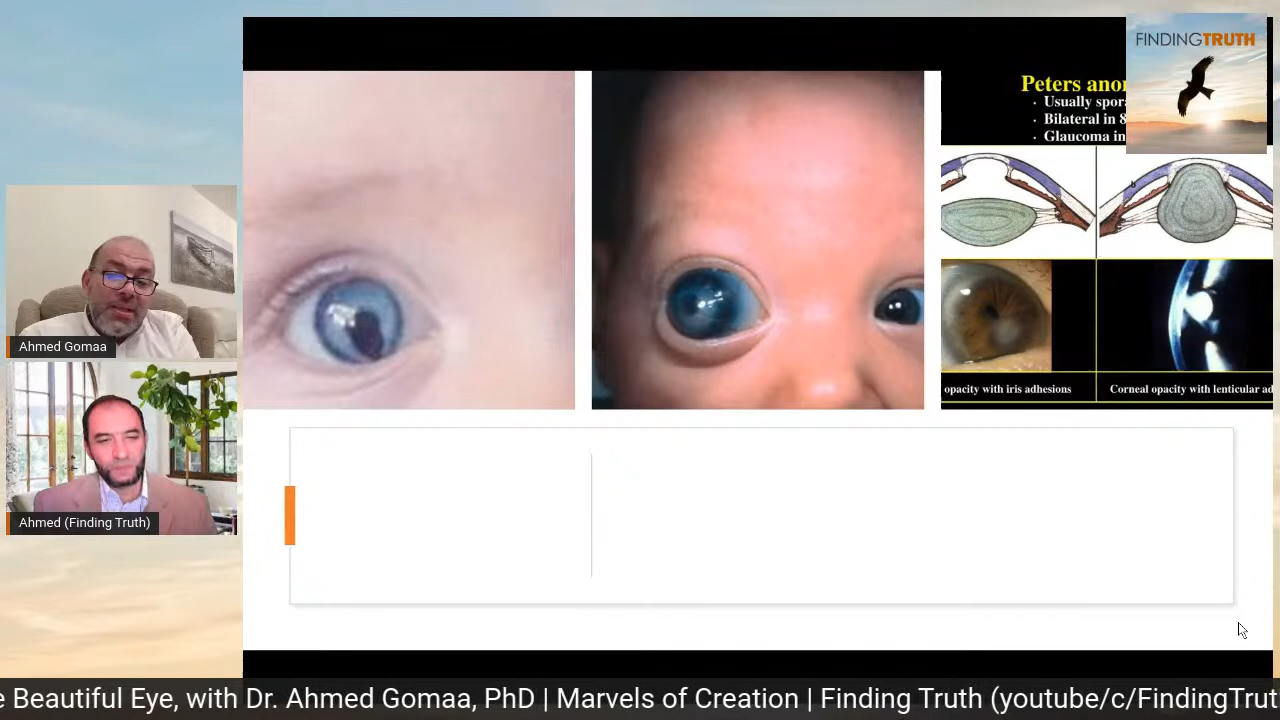 FINDINGTRUTH
Peters anor
Usually spora
Bilateral in 8
Glaucoma in
Ahmed Gomaa
Ahmed (Finding Truth)
opacity with iris adhesions
Corneal opacity with lenticular ad
e Beautiful Eye, with Dr. Ahmed Gomaa, PhD | Marvels of Creation | Finding Truth (youtube/c/FindingTrut